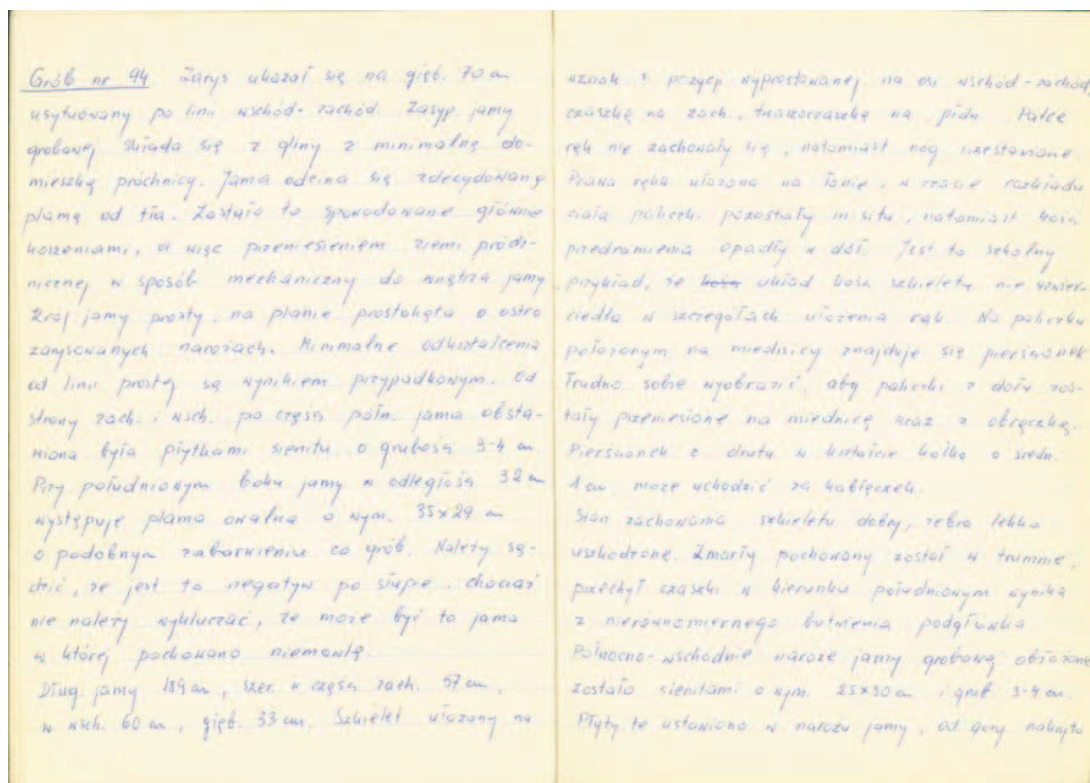 Grób nr 94 Zarys ukazał się na głęb. 70 cm
usytuowany po linii wschód-zachód. Zasyp jamy
grobowej składa się z gliny z minimalną do-
mieszką próchnicy. Jama odcina się zdecydowaną
plamą od tła. Zostało to spowodowane głównie
korzeniami, a więc przeniesieniem ziemi próch-
nicznej w sposób mechaniczny do wnętrza jamy.
Krój jamy prosty, na planie prostokąta o ostro
zarysowanych narożach. Minimalne odkształcenia
od linii prostej są wynikiem przypadkowym. Od
strony zach. i wsch. po część półn. jama obsta-
wiona była płytkami sienitu o grubości 3-4 cm.
Przy południowym boku jamy w odległości 32 cm
występuje plama owalna o wym. 35x29 cm
o podobnym zabarwieniu co grób. Należy są-
dzić, że jest to negatyw po słupie, chociaż
nie należy wykluczać, że może być to jama
w której pochowano niemowlę.
Dług. jamy 184 cm, szer. w części zach. 57 cm,
w wsch. 60 cm, głęb. 33 cm. Szkielet ułożony na
wznak w pozycji wyprostowanej na osi wschód-zachód,
czaszką na zach., twarzoczaszką na płdn. Palce
ręk nie zachowały się, natomiast nóg zestawione.
Prawa ręka ułożona na łonie, w czasie rozkładu
ciała paliczki pozostały in situ, natomiast kości
przedramienia opadły w dół. Jest to szkolny
przykład, że układ kości szkieletu nie odzwier-
ciedla w szczegółach ułożenia rąk. Na paliczku
położonym na miednicy znajduje się pierścionek
Trudno sobie wyobrazić, aby paliczki z dołu zos-
tały przeniesione na miednicę wraz z obrączką.
Pierścionek z drutu w kształcie kółka o średn.
1 cm może uchodzić za kabłączek.
Stan zachowania szkieletu dobry, żebra lekko
uszkodzone. Zmarły pochowany został w trumnie,
przechył czaszki w kierunku południowym wynika
z nierównomiernego butwienia podgłówka
Północno-wschodnie naroże jamy grobowej obłożone
zostało sienitami o wym. 25x30 cm i grub. 3-4 cm.
Płyty te ustawiono w narożu jamy, od góry nakryto